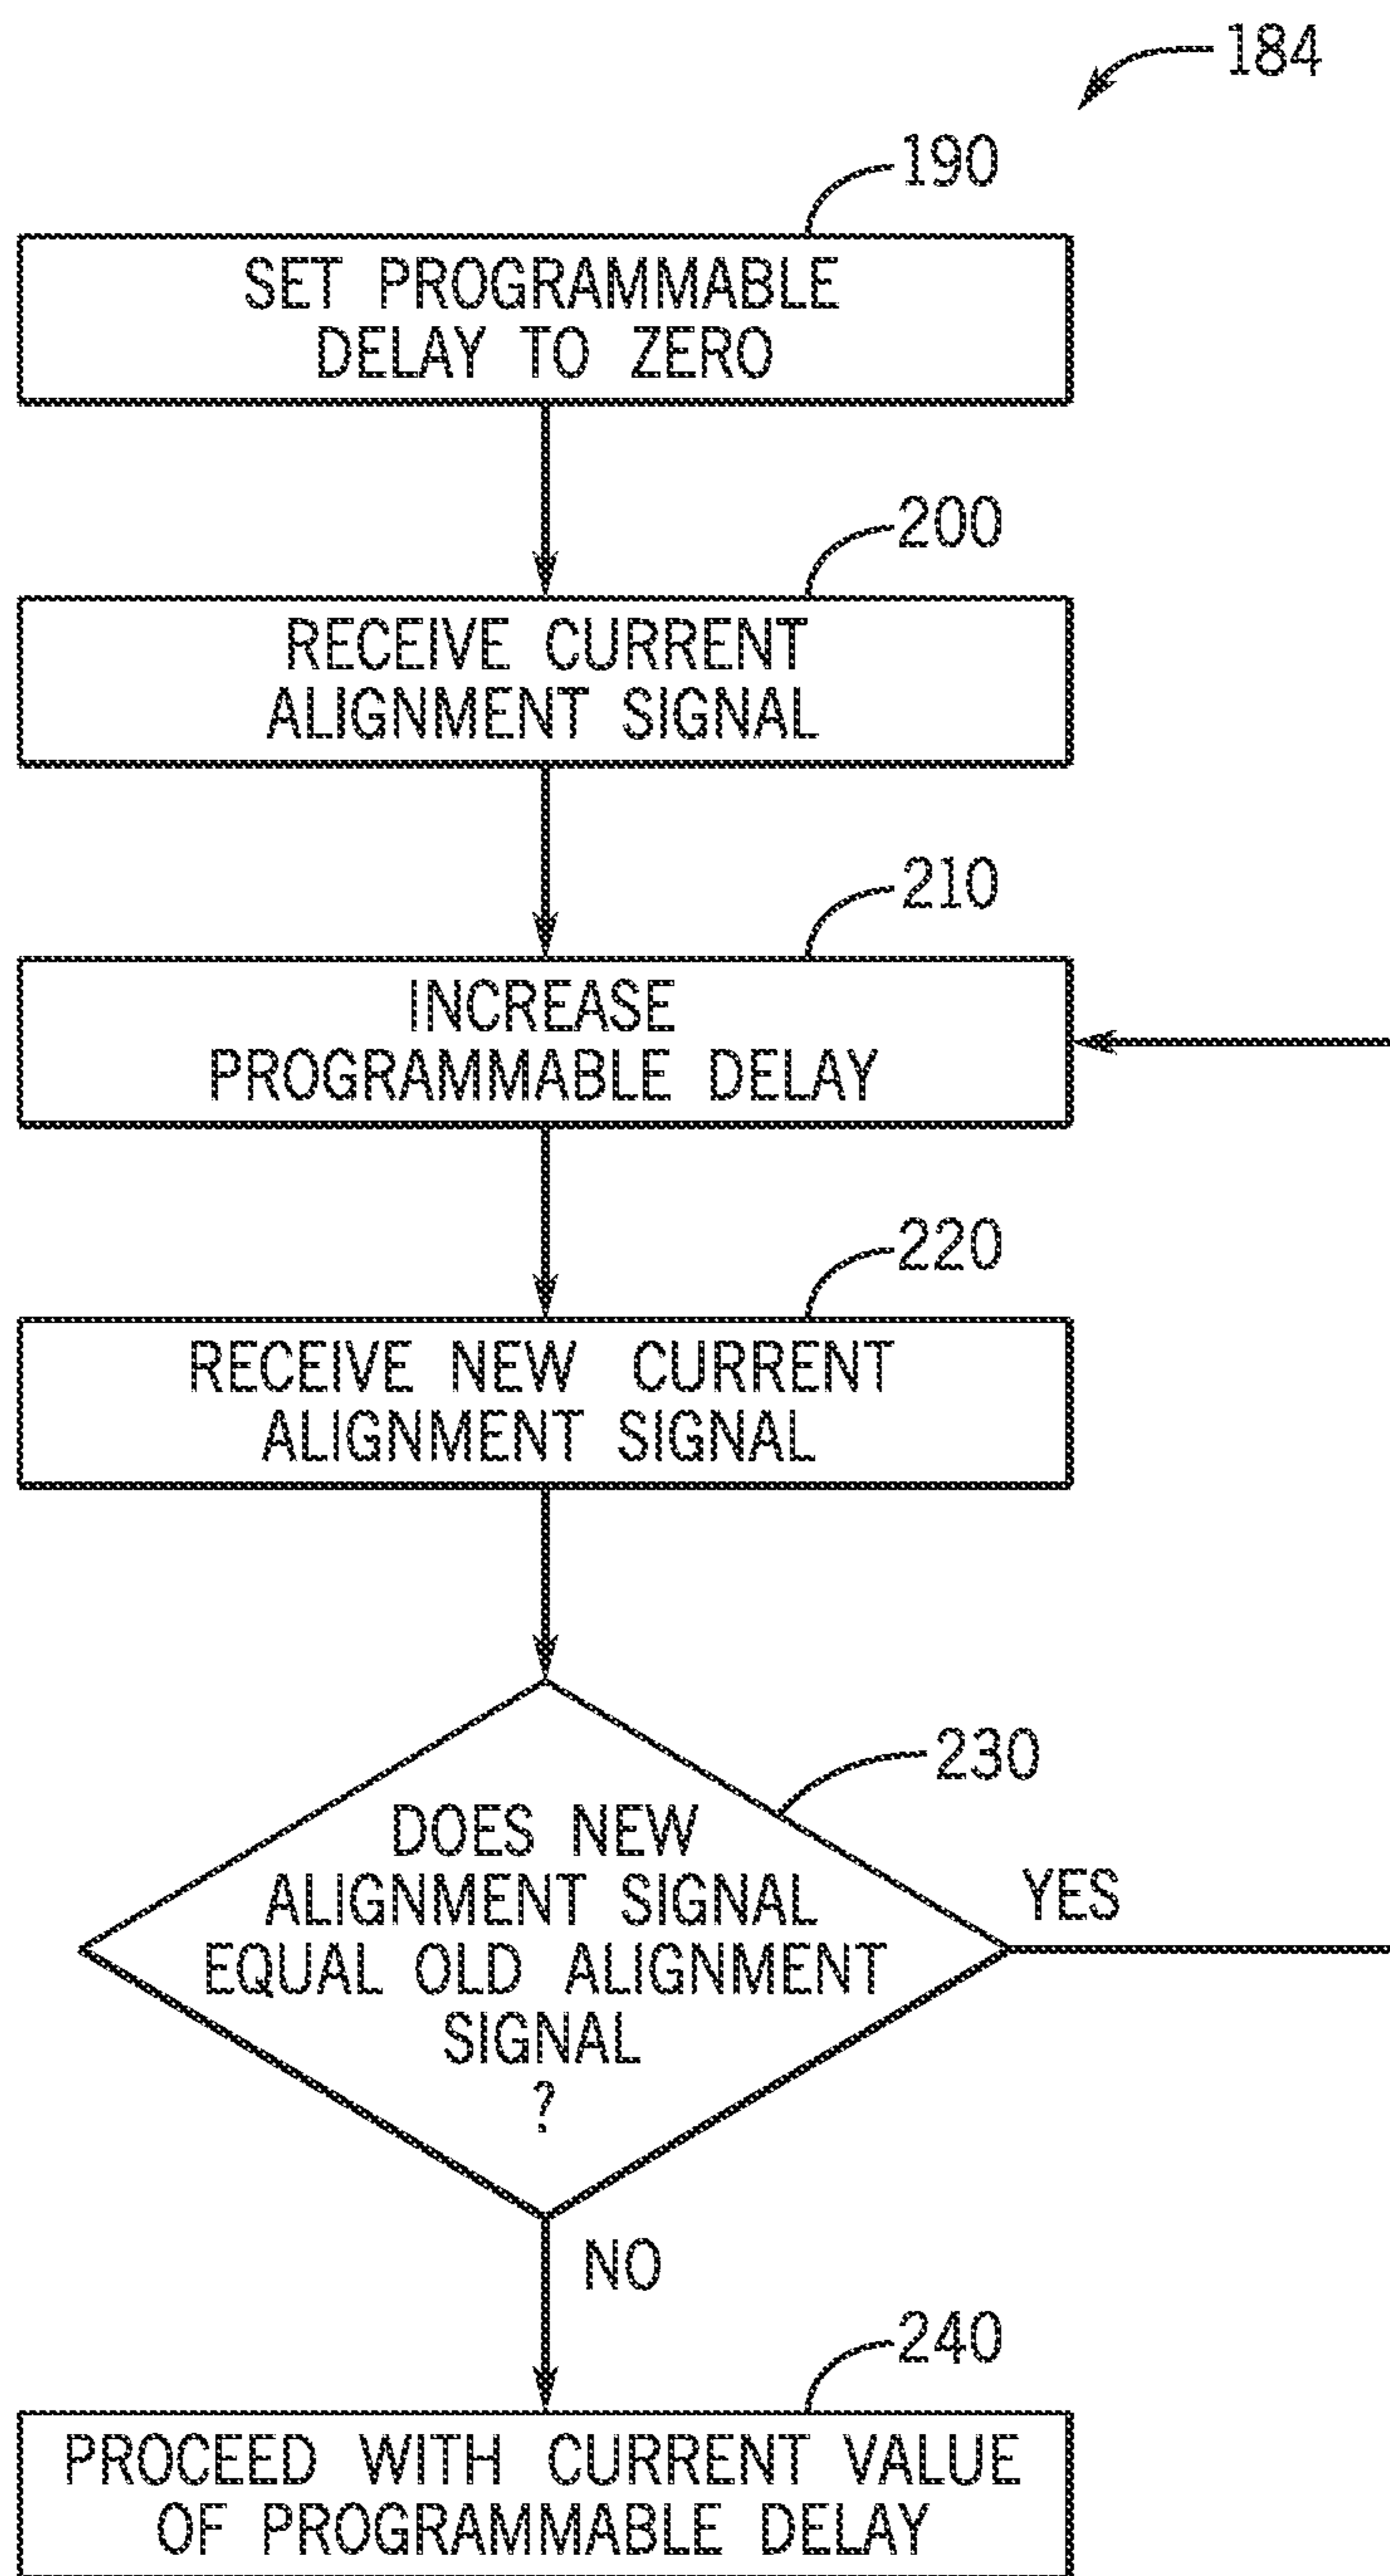 184
190
SET PROGRAMMABLE
DELAY TO ZERO
200
RECEIVE CURRENT
ALIGNMENT SIGNAL
210
INCREASE
PROGRAMMABLE DELAY
220
RECEIVE NEW CURRENT
ALIGNMENT SIGNAL
230
DOES NEW
ALIGNMENT SIGNAL
EQUAL OLD ALIGNMENT
SIGNAL
?
YES
NO
240
PROCEED WITH CURRENT VALUE
OF PROGRAMMABLE DELAY